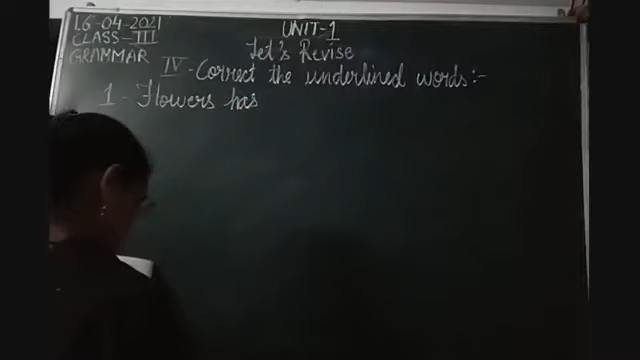 16-04-2021
CLASS-III
GRAMMAR
UNIT-1
Let's Revise
IV-Correct the underlined words:-
1- Flowers has